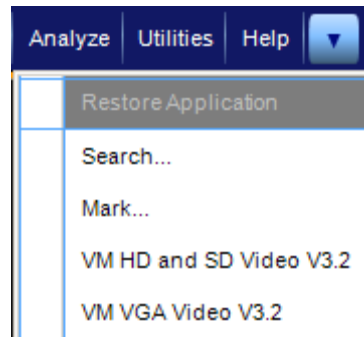 Analyze Utilities Help
Restore Application
Search...
Mark...
VM HD and SD Video V3.2
VM VGA Video V3.2